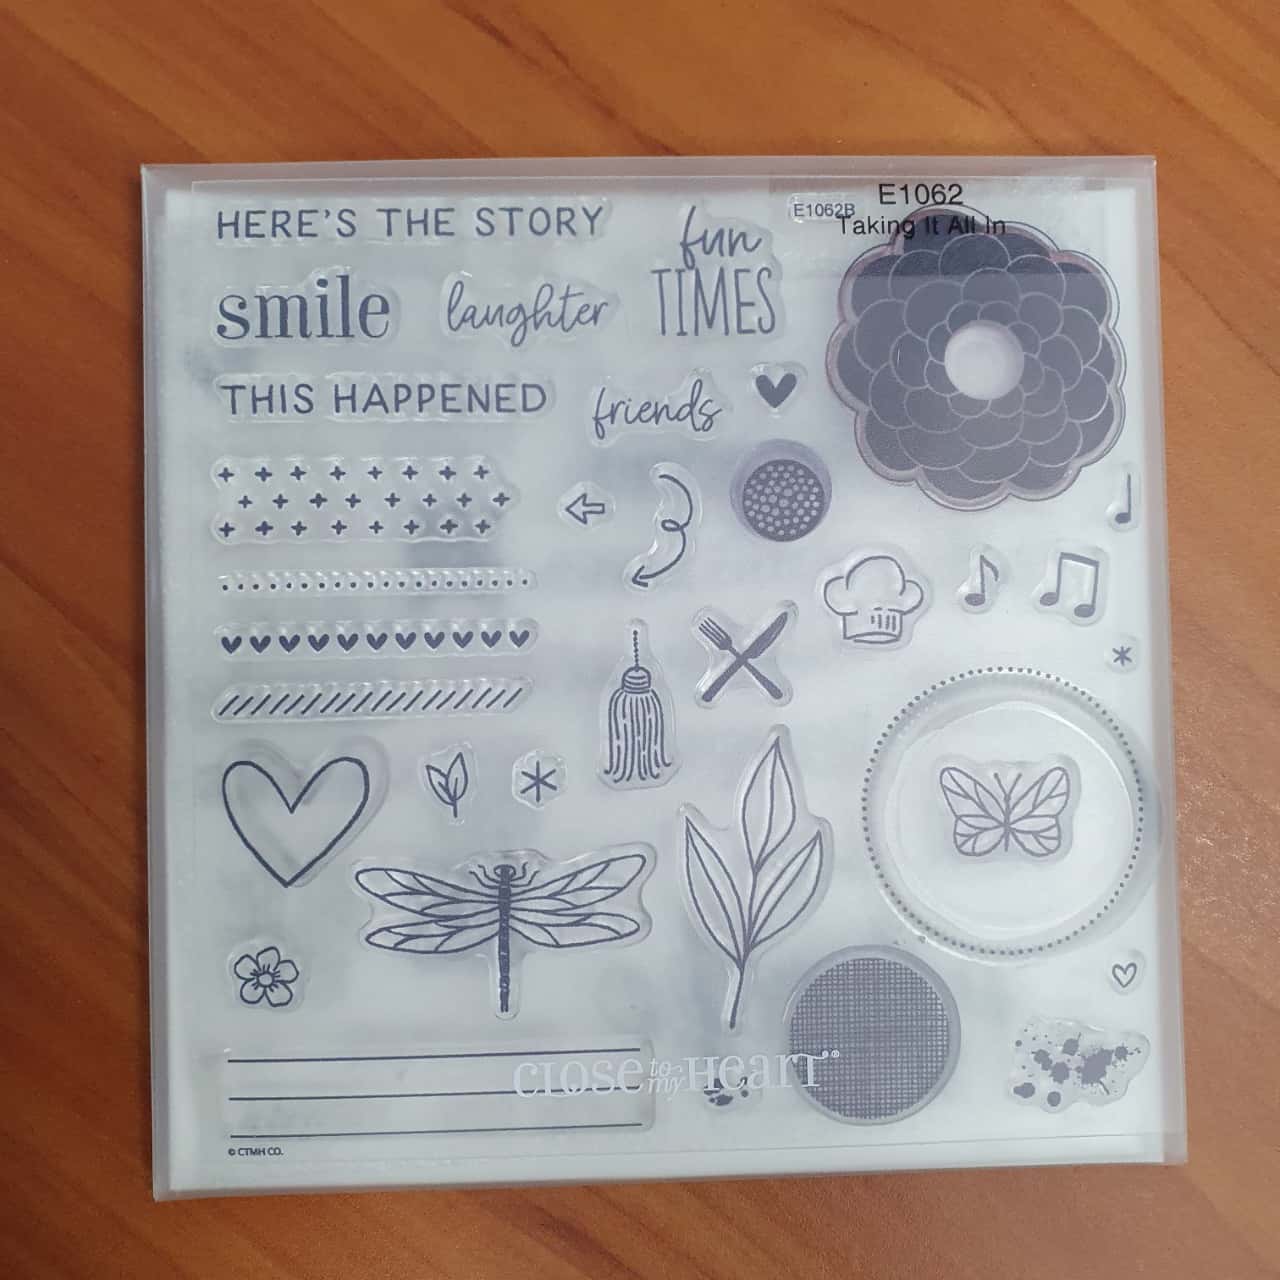 E1062
E1062B
Taking It All In
HERE'S THE STORY
fun
TIMES
smile
laughter
THIS HAPPENED
friends
CLOSE to my HeArT®
© CTMH CO.